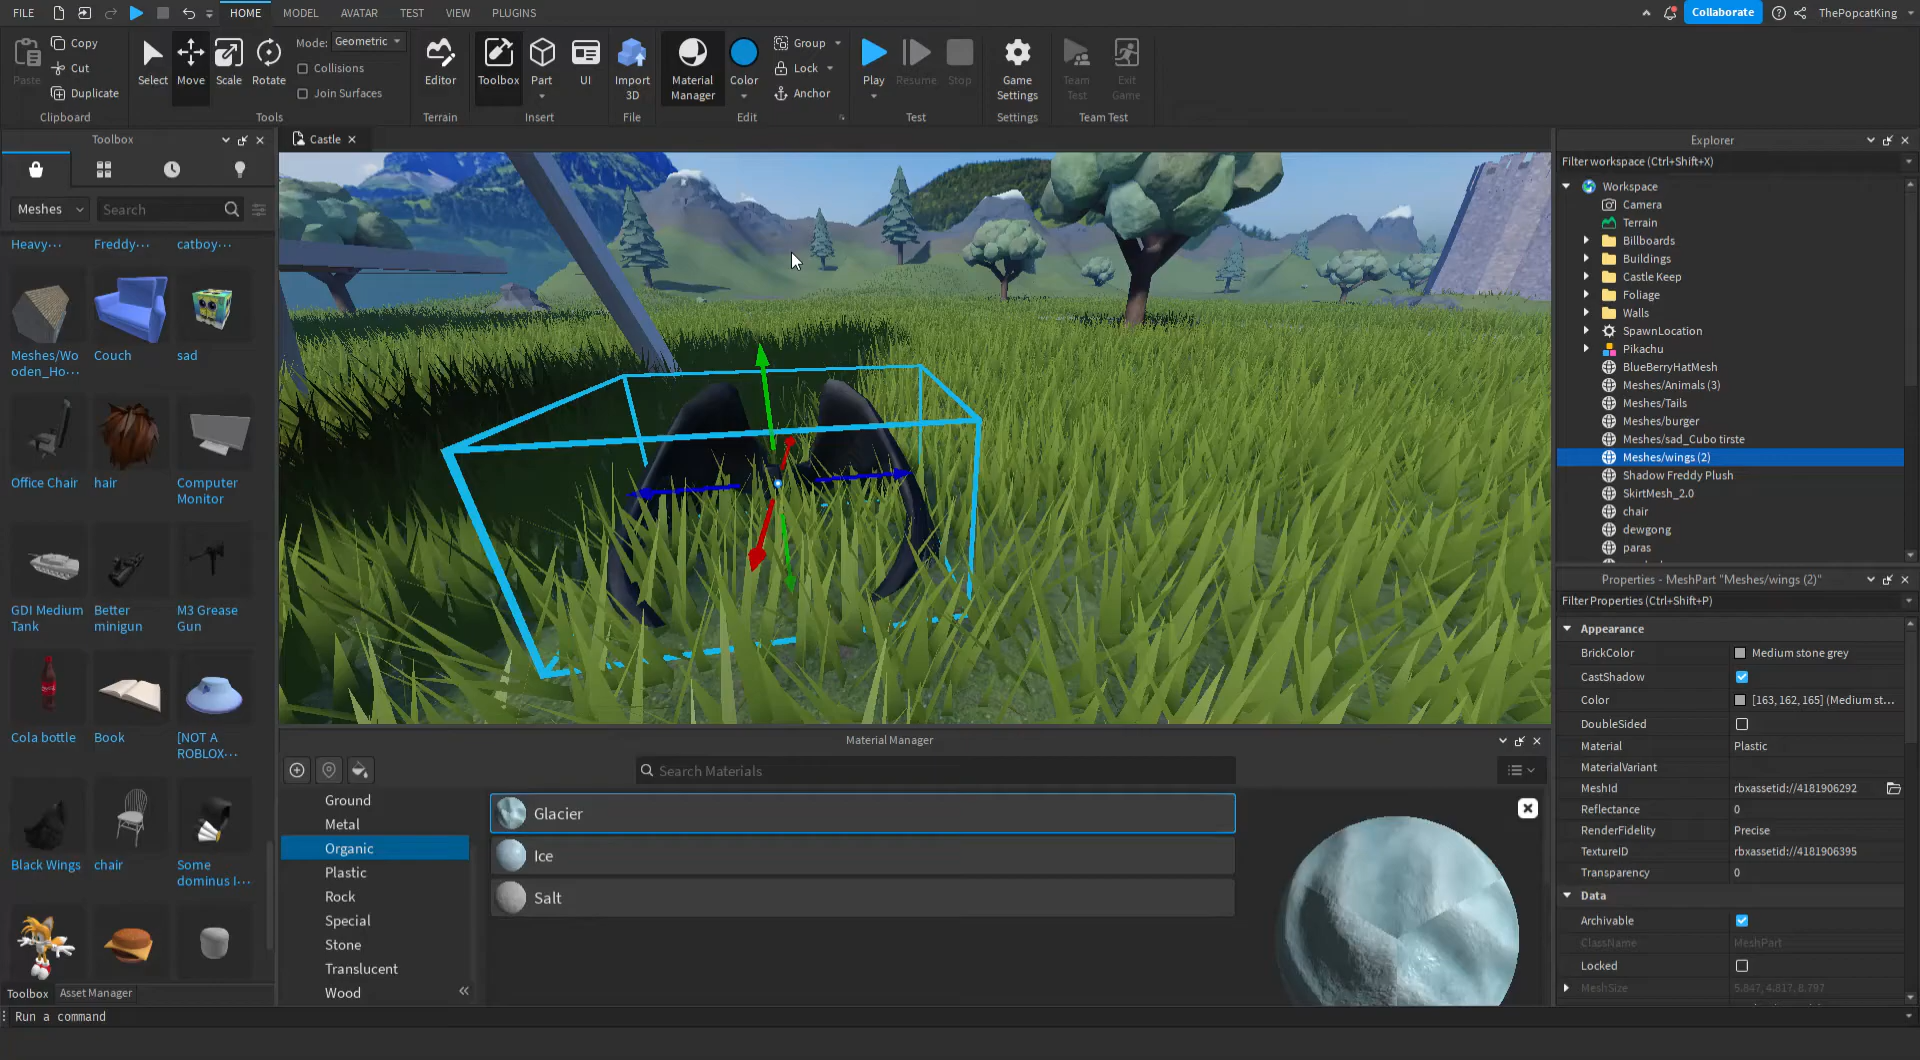 FILE HOME MODEL AVATAR TEST VIEW PLUGINS Collaborate ThePopcatKing
Copy
Cut
Duplicate
Paste
Clipboard
Select
Move
Scale
Rotate
Mode: Geometric
Collisions
Join Surfaces
Tools
Editor
Terrain
Toolbox
Part
UI
Insert
Import
3D
File
Material
Manager
Color
Group
Lock
Anchor
Edit
Play
Resume
Stop
Test
Game
Settings
Settings
Team
Test
Exit
Game
Team Test
Toolbox
Meshes
Search
Heavy···
Freddy···
catboy···
Meshes/Wo
oden_Ho···
Couch
sad
Office Chair
hair
Computer
Monitor
GDI Medium
Tank
Better
minigun
M3 Grease
Gun
Cola bottle
Book
[NOT A
ROBLOX···
Black Wings
chair
Some
dominus I···
Toolbox
Asset Manager
Castle
Material Manager
Search Materials
Ground
Metal
Organic
Plastic
Rock
Special
Stone
Translucent
Wood
Glacier
Ice
Salt
Explorer
Filter workspace (Ctrl+Shift+X)
Workspace
Camera
Terrain
Billboards
Buildings
Castle Keep
Foliage
Walls
SpawnLocation
Pikachu
BlueBerryHatMesh
Meshes/Animals (3)
Meshes/Tails
Meshes/burger
Meshes/sad_Cubo tirste
Meshes/wings (2)
Shadow Freddy Plush
SkirtMesh_2.0
chair
dewgong
paras
Properties - MeshPart "Meshes/wings (2)"
Filter Properties (Ctrl+Shift+P)
Appearance
BrickColor Medium stone grey
CastShadow
Color [163, 162, 165] (Medium st...
DoubleSided
Material Plastic
MaterialVariant
MeshId rbxassetid://4181906292
Reflectance 0
RenderFidelity Precise
TextureID rbxassetid://4181906395
Transparency 0
Data
Archivable
ClassName MeshPart
Locked
MeshSize 5.847, 4.817, 8.797
Run a command